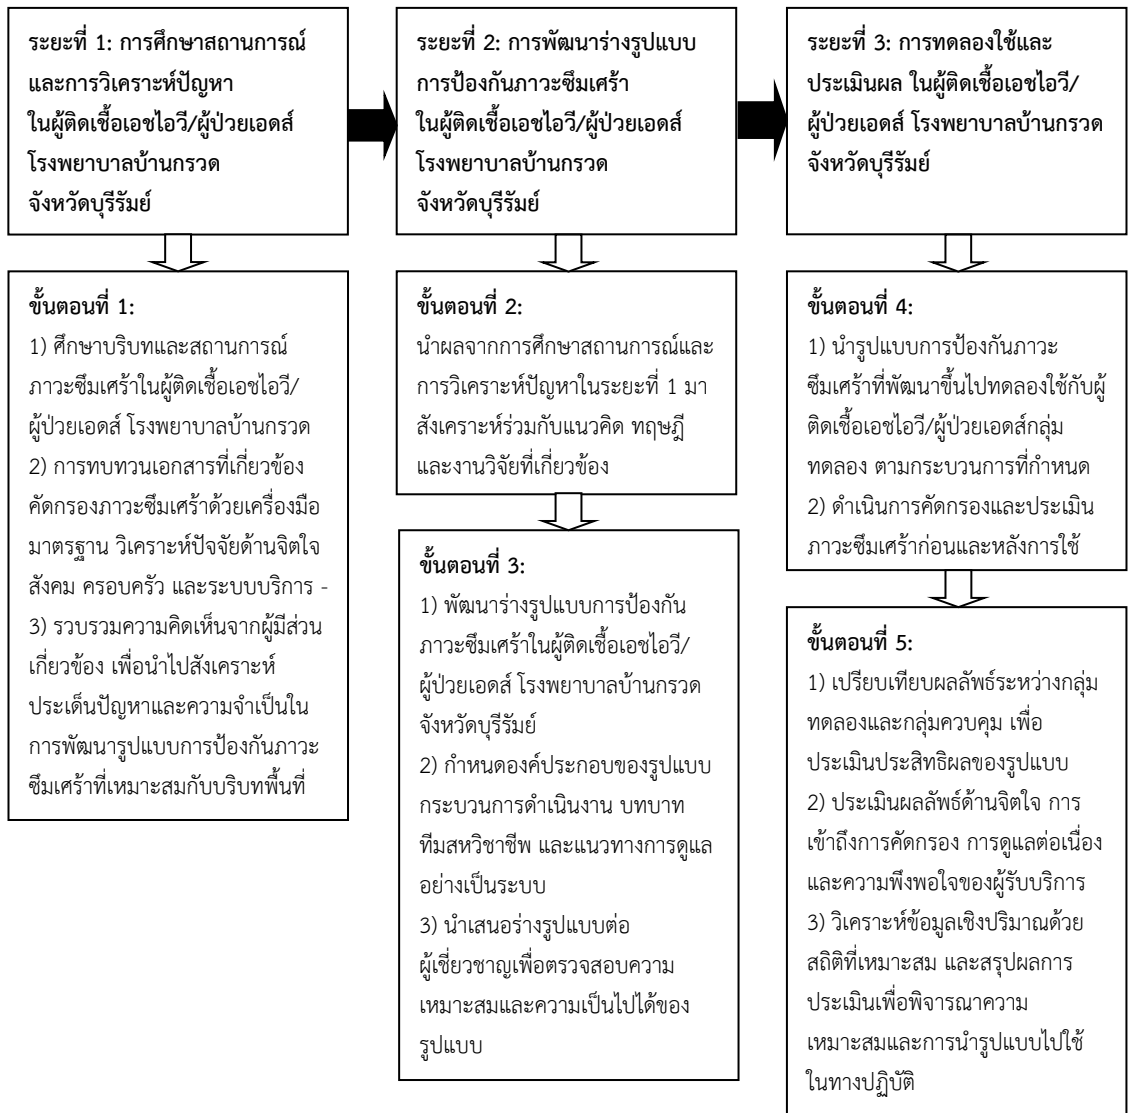 ระยะที่ 1: การศึกษาสถานการณ์
และการวิเคราะห์ปัญหา
ในผู้ติดเชื้อเอชไอวี/ผู้ป่วยเอดส์
โรงพยาบาลบ้านกรวด
จังหวัดบุรีรัมย์
ระยะที่ 2: การพัฒนาร่างรูปแบบ
การป้องกันภาวะซึมเศร้า
ในผู้ติดเชื้อเอชไอวี/ผู้ป่วยเอดส์
โรงพยาบาลบ้านกรวด
จังหวัดบุรีรัมย์
ระยะที่ 3: การทดลองใช้และ
ประเมินผล ในผู้ติดเชื้อเอชไอวี/
ผู้ป่วยเอดส์ โรงพยาบาลบ้านกรวด
จังหวัดบุรีรัมย์
ขั้นตอนที่ 1:
1) ศึกษาบริบทและสถานการณ์
ภาวะซึมเศร้าในผู้ติดเชื้อเอชไอวี/
ผู้ป่วยเอดส์ โรงพยาบาลบ้านกรวด
2) การทบทวนเอกสารที่เกี่ยวข้อง
คัดกรองภาวะซึมเศร้าด้วยเครื่องมือ
มาตรฐาน วิเคราะห์ปัจจัยด้านจิตใจ
สังคม ครอบครัว และระบบบริการ -
3) รวบรวมความคิดเห็นจากผู้มีส่วน
เกี่ยวข้อง เพื่อนำไปสังเคราะห์
ประเด็นปัญหาและความจำเป็นใน
การพัฒนารูปแบบการป้องกันภาวะ
ซึมเศร้าที่เหมาะสมกับบริบทพื้นที่
ขั้นตอนที่ 2:
นำผลจากการศึกษาสถานการณ์และ
การวิเคราะห์ปัญหาในระยะที่ 1 มา
สังเคราะห์ร่วมกับแนวคิด ทฤษฎี
และงานวิจัยที่เกี่ยวข้อง
ขั้นตอนที่ 3:
1) พัฒนาร่างรูปแบบการป้องกัน
ภาวะซึมเศร้าในผู้ติดเชื้อเอชไอวี/
ผู้ป่วยเอดส์ โรงพยาบาลบ้านกรวด
จังหวัดบุรีรัมย์
2) กำหนดองค์ประกอบของรูปแบบ
กระบวนการดำเนินงาน บทบาท
ทีมสหวิชาชีพ และแนวทางการดูแล
อย่างเป็นระบบ
3) นำเสนอร่างรูปแบบต่อ
ผู้เชี่ยวชาญเพื่อตรวจสอบความ
เหมาะสมและความเป็นไปได้ของ
รูปแบบ
ขั้นตอนที่ 4:
1) นำรูปแบบการป้องกันภาวะ
ซึมเศร้าที่พัฒนาขึ้นไปทดลองใช้กับผู้
ติดเชื้อเอชไอวี/ผู้ป่วยเอดส์กลุ่ม
ทดลอง ตามกระบวนการที่กำหนด
2) ดำเนินการคัดกรองและประเมิน
ภาวะซึมเศร้าก่อนและหลังการใช้
ขั้นตอนที่ 5:
1) เปรียบเทียบผลลัพธ์ระหว่างกลุ่ม
ทดลองและกลุ่มควบคุม เพื่อ
ประเมินประสิทธิผลของรูปแบบ
2) ประเมินผลลัพธ์ด้านจิตใจ การ
เข้าถึงการคัดกรอง การดูแลต่อเนื่อง
และความพึงพอใจของผู้รับบริการ
3) วิเคราะห์ข้อมูลเชิงปริมาณด้วย
สถิติที่เหมาะสม และสรุปผลการ
ประเมินเพื่อพิจารณาความ
เหมาะสมและการนำรูปแบบไปใช้
ในทางปฏิบัติ